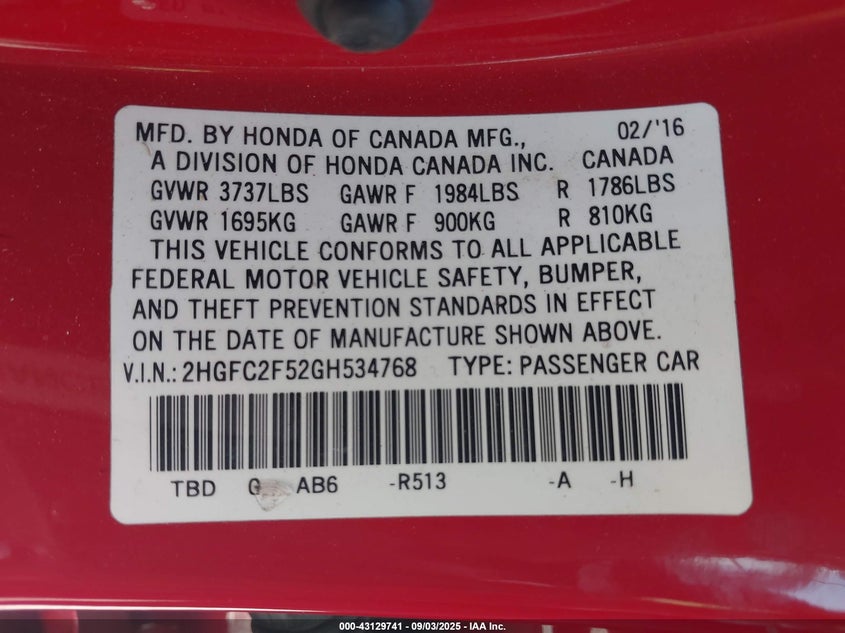 MFD. BY HONDA OF CANADA MFG., 02/'16
A DIVISION OF HONDA CANADA INC. CANADA
GVWR 3737LBS GAWR F 1984LBS R 1786LBS
GVWR 1695KG GAWR F 900KG R 810KG
THIS VEHICLE CONFORMS TO ALL APPLICABLE
FEDERAL MOTOR VEHICLE SAFETY, BUMPER,
AND THEFT PREVENTION STANDARDS IN EFFECT
ON THE DATE OF MANUFACTURE SHOWN ABOVE.
V.I.N.: 2HGFC2F52GH534768 TYPE: PASSENGER CAR
TBD G AB6 -R513 -A -H
000-43129741 - 09/03/2025 - IAA Inc.